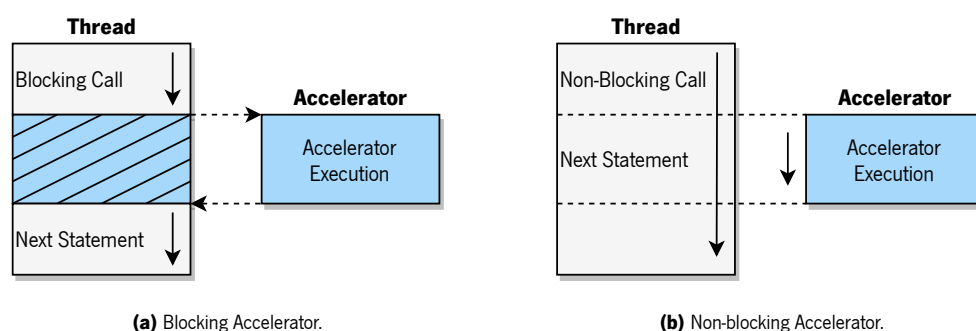 Thread
Blocking Call
Accelerator
Accelerator
Execution
Next Statement
(a) Blocking Accelerator.
Thread
Non-Blocking Call
Accelerator
Next Statement
Accelerator
Execution
(b) Non-blocking Accelerator.